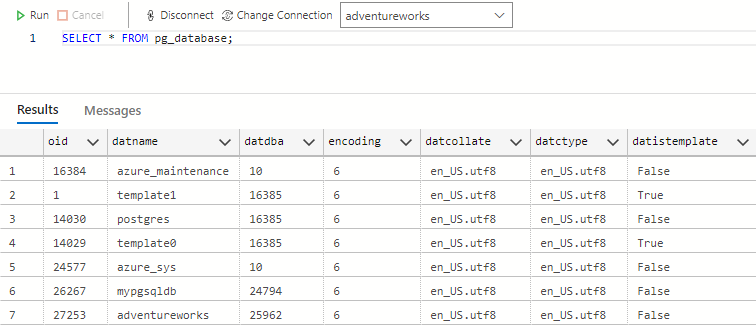 Run Cancel Disconnect Change Connection adventureworks
1 SELECT * FROM pg_database;
Results Messages
oid datname datdba encoding datcollate datctype datistemplate
1 16384 azure_maintenance 10 6 en_US.utf8 en_US.utf8 False
2 1 template1 16385 6 en_US.utf8 en_US.utf8 True
3 14030 postgres 16385 6 en_US.utf8 en_US.utf8 False
4 14029 template0 16385 6 en_US.utf8 en_US.utf8 True
5 24577 azure_sys 10 6 en_US.utf8 en_US.utf8 False
6 26267 mypgsqldb 24794 6 en_US.utf8 en_US.utf8 False
7 27253 adventureworks 25962 6 en_US.utf8 en_US.utf8 False